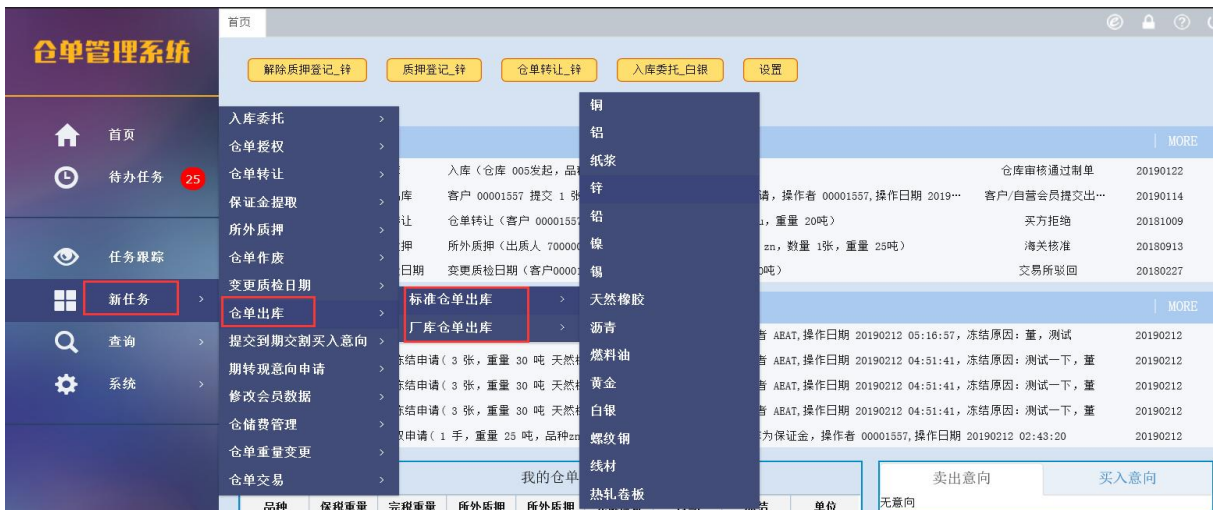 首页
仓单管理系统
解除质押登记_锌
质押登记_锌
仓单转让_锌
入库委托_白银
设置
首页
待办任务 25
任务跟踪
新任务
查询
系统
入库委托
仓单授权
仓单转让
保证金提取
所外质押
仓单作废
变更质检日期
仓单出库
提交到期交割买入意向
期转现意向申请
修改会员数据
仓储费管理
仓单重量变更
仓单交易
标准仓单出库
厂库仓单出库
铜
铝
纸浆
锌
铅
镍
锡
天然橡胶
沥青
燃料油
黄金
白银
螺纹钢
线材
热轧卷板
MORE
入库（仓库 005发起，品 仓库审核通过制单 20190122
库 客户 00001557 提交 1 张 请，操作者 00001557,操作日期 2019… 客户/自营会员提交出… 20190114
让 仓单转让（客户 0000155 ，重量 20吨） 买方拒绝 20181009
押 所外质押（出质人 70000 zn，数量 1张，重量 25吨） 海关核准 20180913
日期 变更质检日期（客户0000 吨） 交易所驳回 20180227
MORE
者 ABAT,操作日期 20190212 05:16:57，冻结原因：董，测试 20190212
冻结申请( 3 张，重量 30 吨 天然 者 ABAT,操作日期 20190212 04:51:41，冻结原因：测试一下，董 20190212
冻结申请( 3 张，重量 30 吨 天然 者 ABAT,操作日期 20190212 04:51:41，冻结原因：测试一下，董 20190212
冻结申请( 3 张，重量 30 吨 天然 者 ABAT,操作日期 20190212 04:51:41，冻结原因：测试一下，董 20190212
申请( 1 手，重量 25 吨，品种zn 为保证金，操作者 00001557,操作日期 20190212 02:43:20 20190212
我的仓单
卖出意向
买入意向
品种 保税重量 完税重量 所外质押 所外质押 单位
无意向